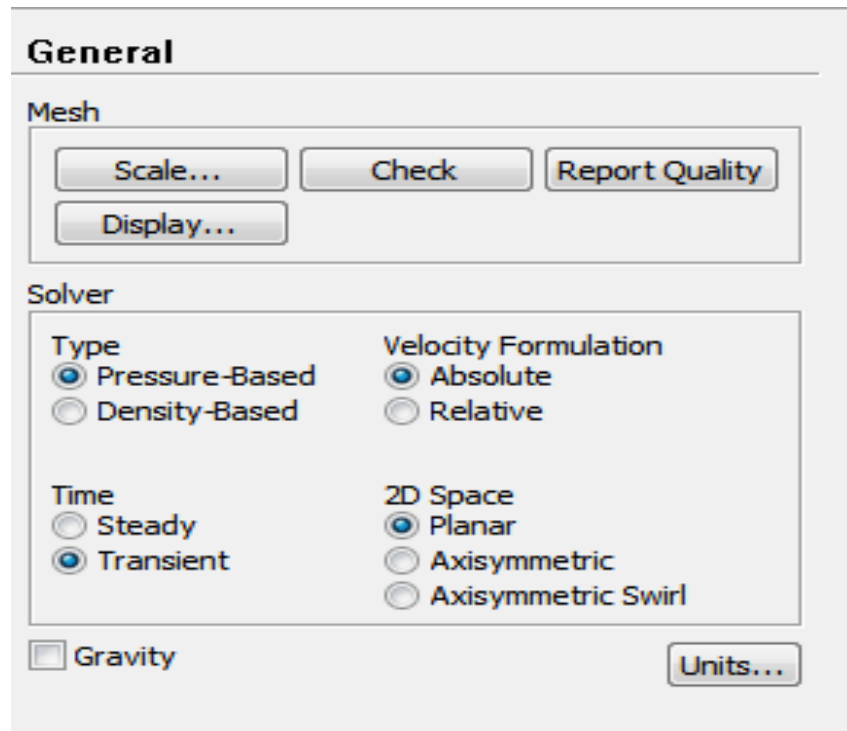 General
Mesh
Scale... Check Report Quality
Display...
Solver
Type Velocity Formulation
Pressure-Based Absolute
Density-Based Relative
Time 2D Space
Steady Planar
Transient Axisymmetric
Axisymmetric Swirl
Gravity
Units...